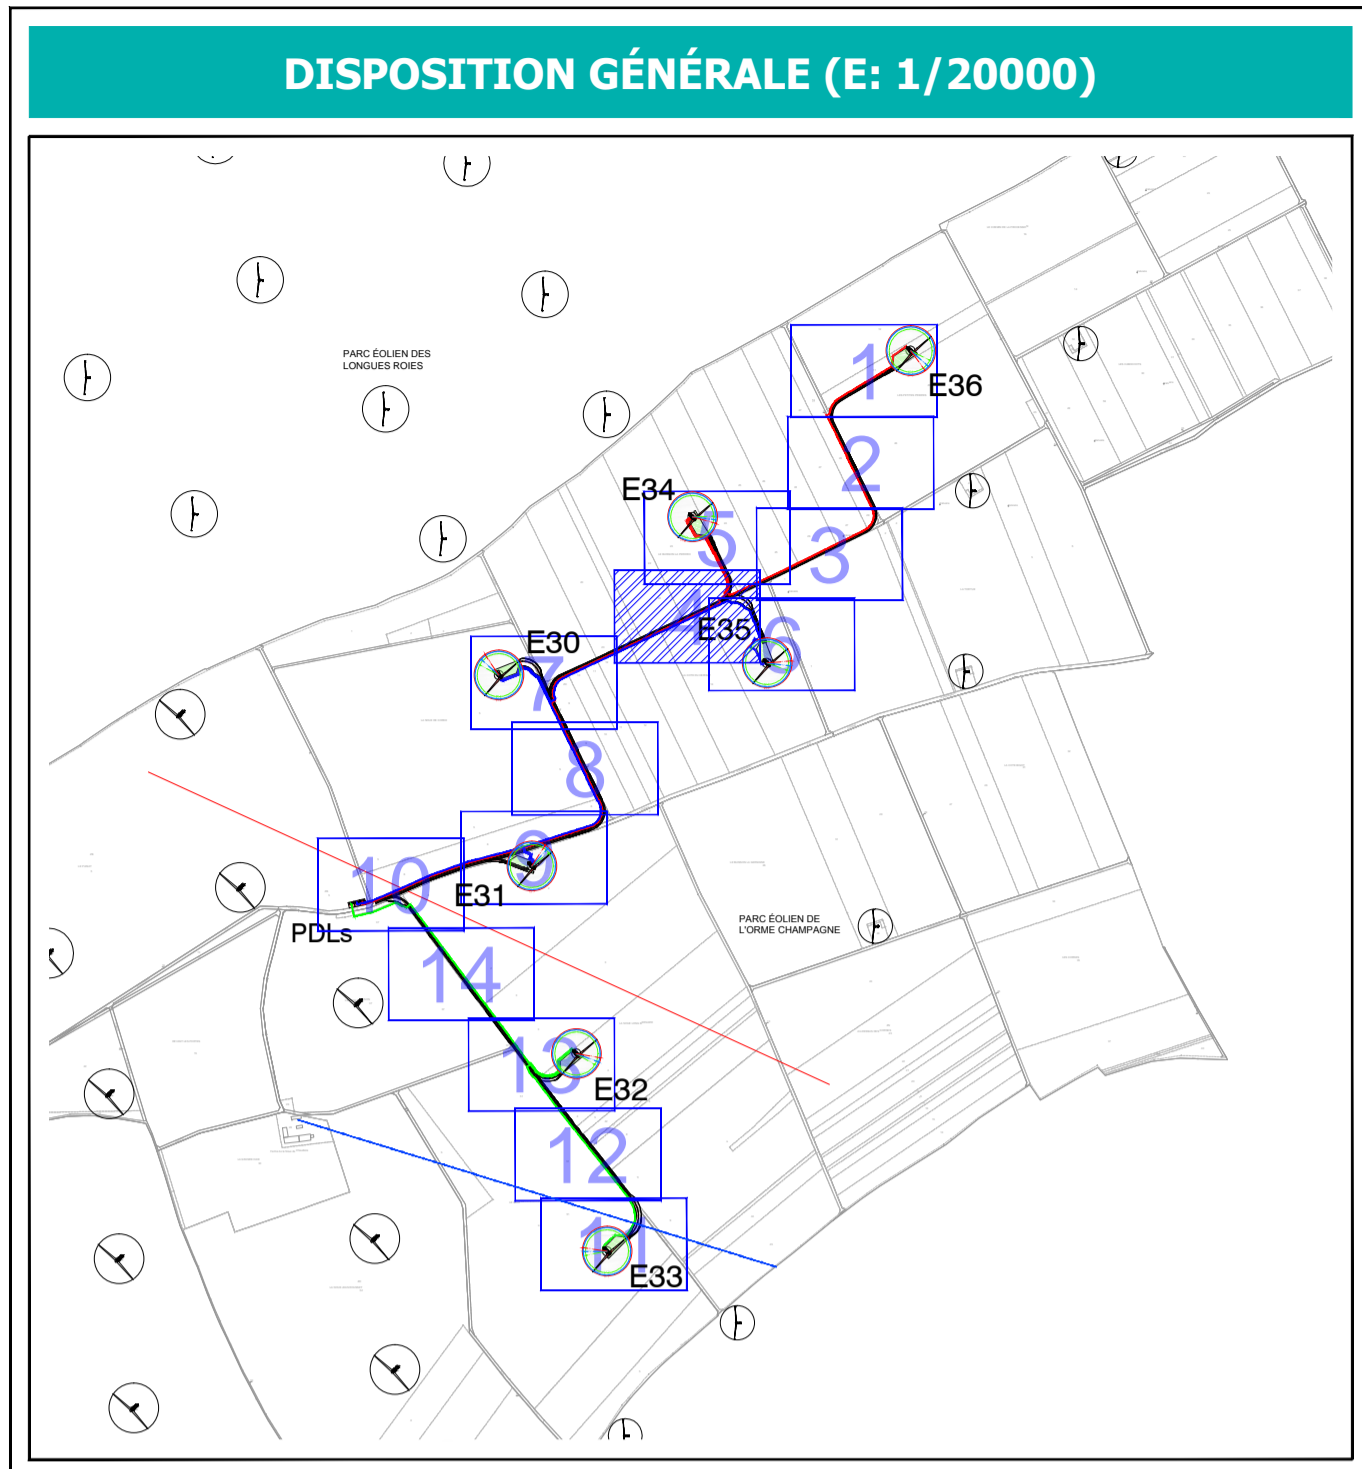 DISPOSITION GÉNÉRALE (E: 1/20000)
PARC ÉOLIEN DES
LONGUES ROIES
1
E36
2
E34
5
3
4
E35
6
E30
7
8
9
10
E31
PDLs
PARC ÉOLIEN DE
L'ORME CHAMPAGNE
14
13
E32
12
11
E33